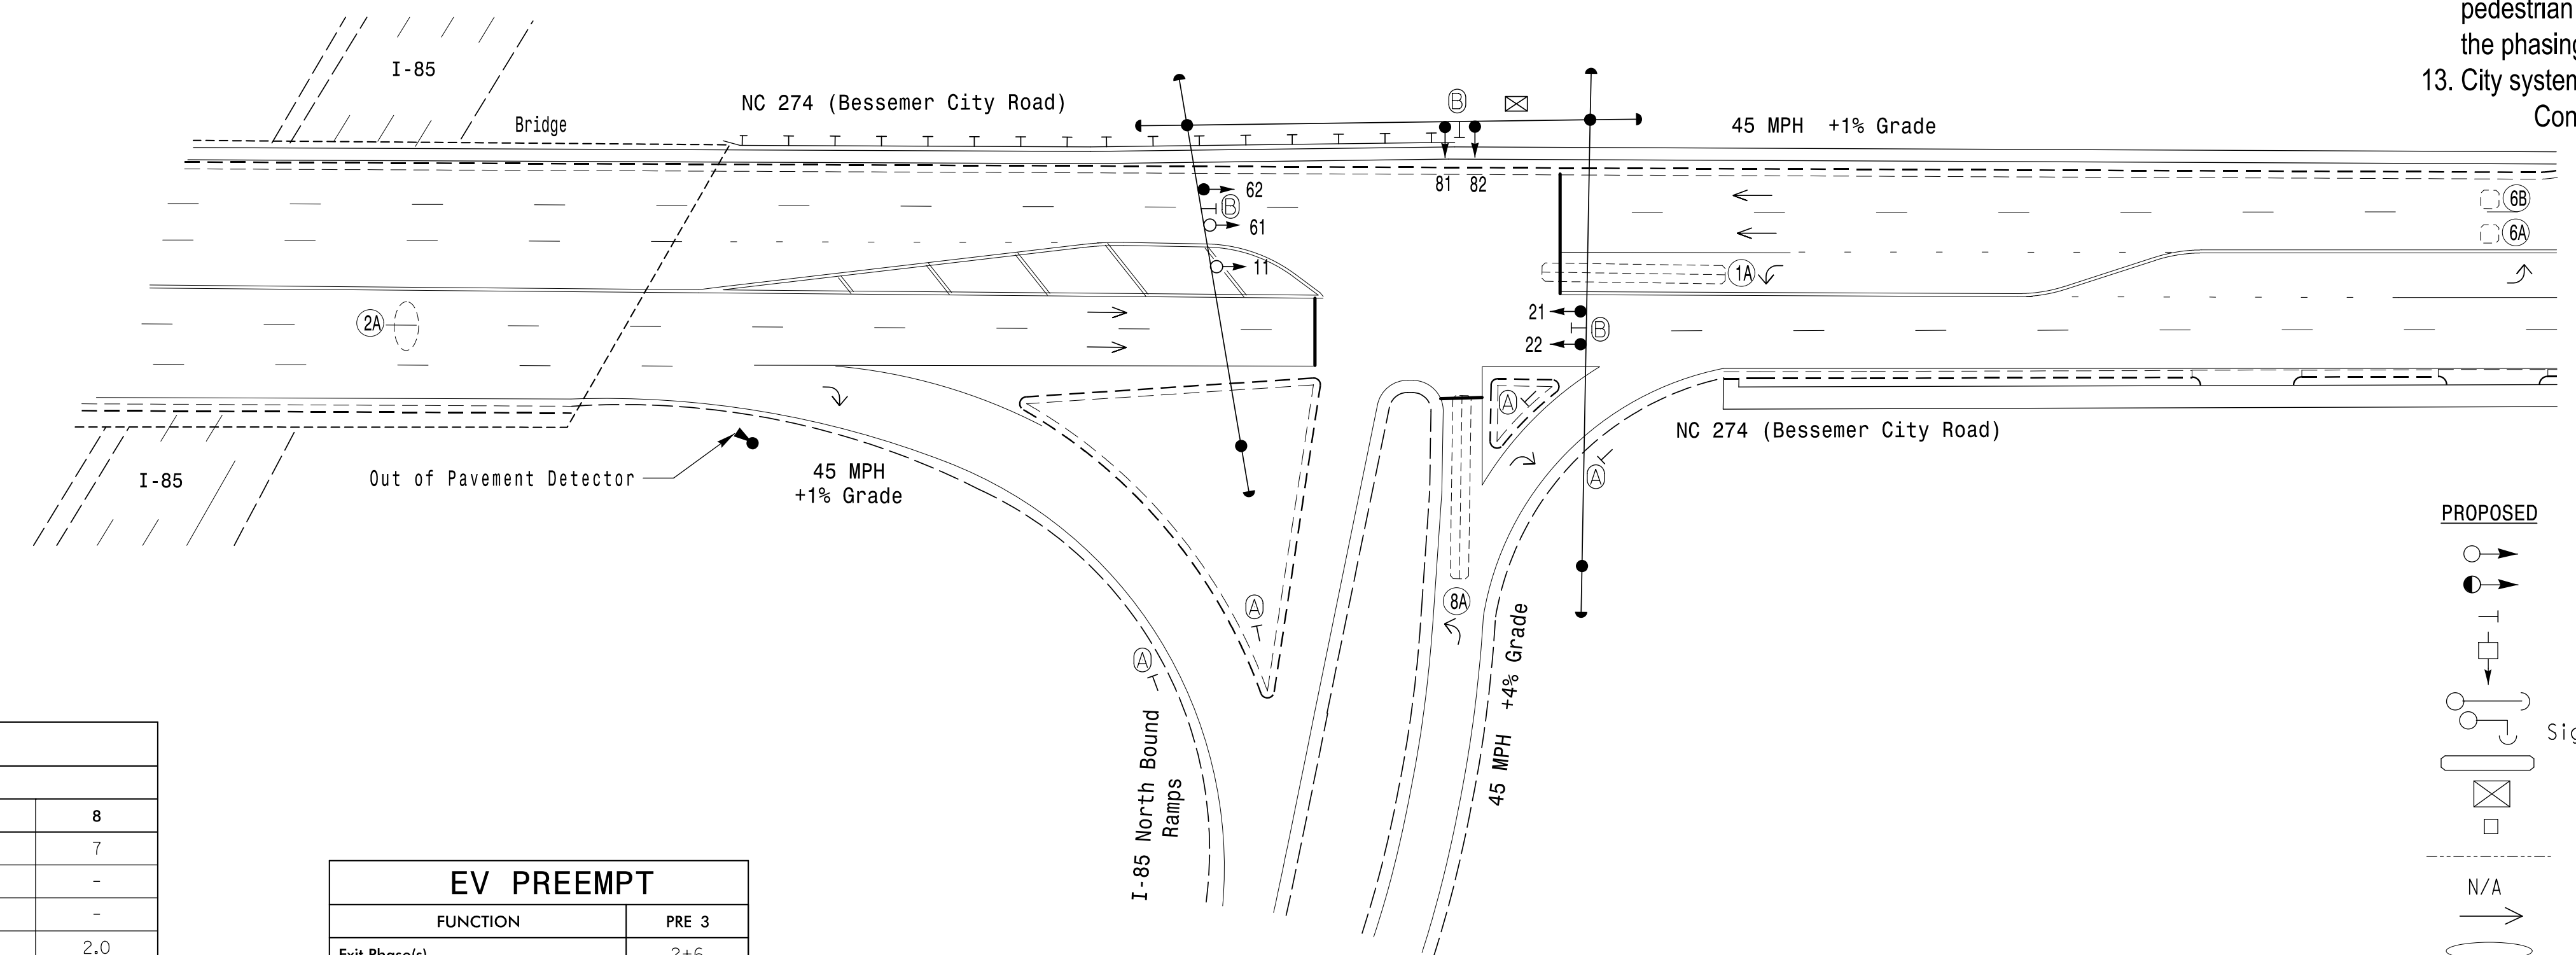 pedestrian
the phasing
13. City system
Con
I-85
NC 274 (Bessemer City Road)
Bridge
B
45 MPH +1% Grade
81 82
62
B
61
11
6B
6A
1A
2A
21
B
22
A
NC 274 (Bessemer City Road)
Out of Pavement Detector
I-85
45 MPH
+1% Grade
A
PROPOSED
8A
A
A
45 MPH +4% Grade
I-85 North Bound
Ramps
Sig
N/A
8
7
-
-
2.0
EV PREEMPT
FUNCTION PRE 3
Exit Phase(s) 2+6